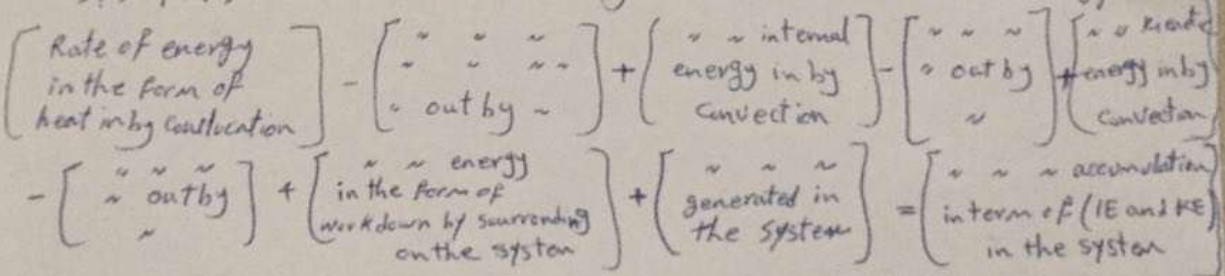 [Rate of energy in the form of heat in by conslucation] - [" " " " " " " " out by "] + [" " internal energy in by convection] - [" " " " out by "] + [" " kinetic energy in by convection]
- [" " " " out by "] + [" " energy in the form of work down by sourronding on the system] + [" " " generated in the system] = [" " " accumulation in term of (IE and KE) in the system]